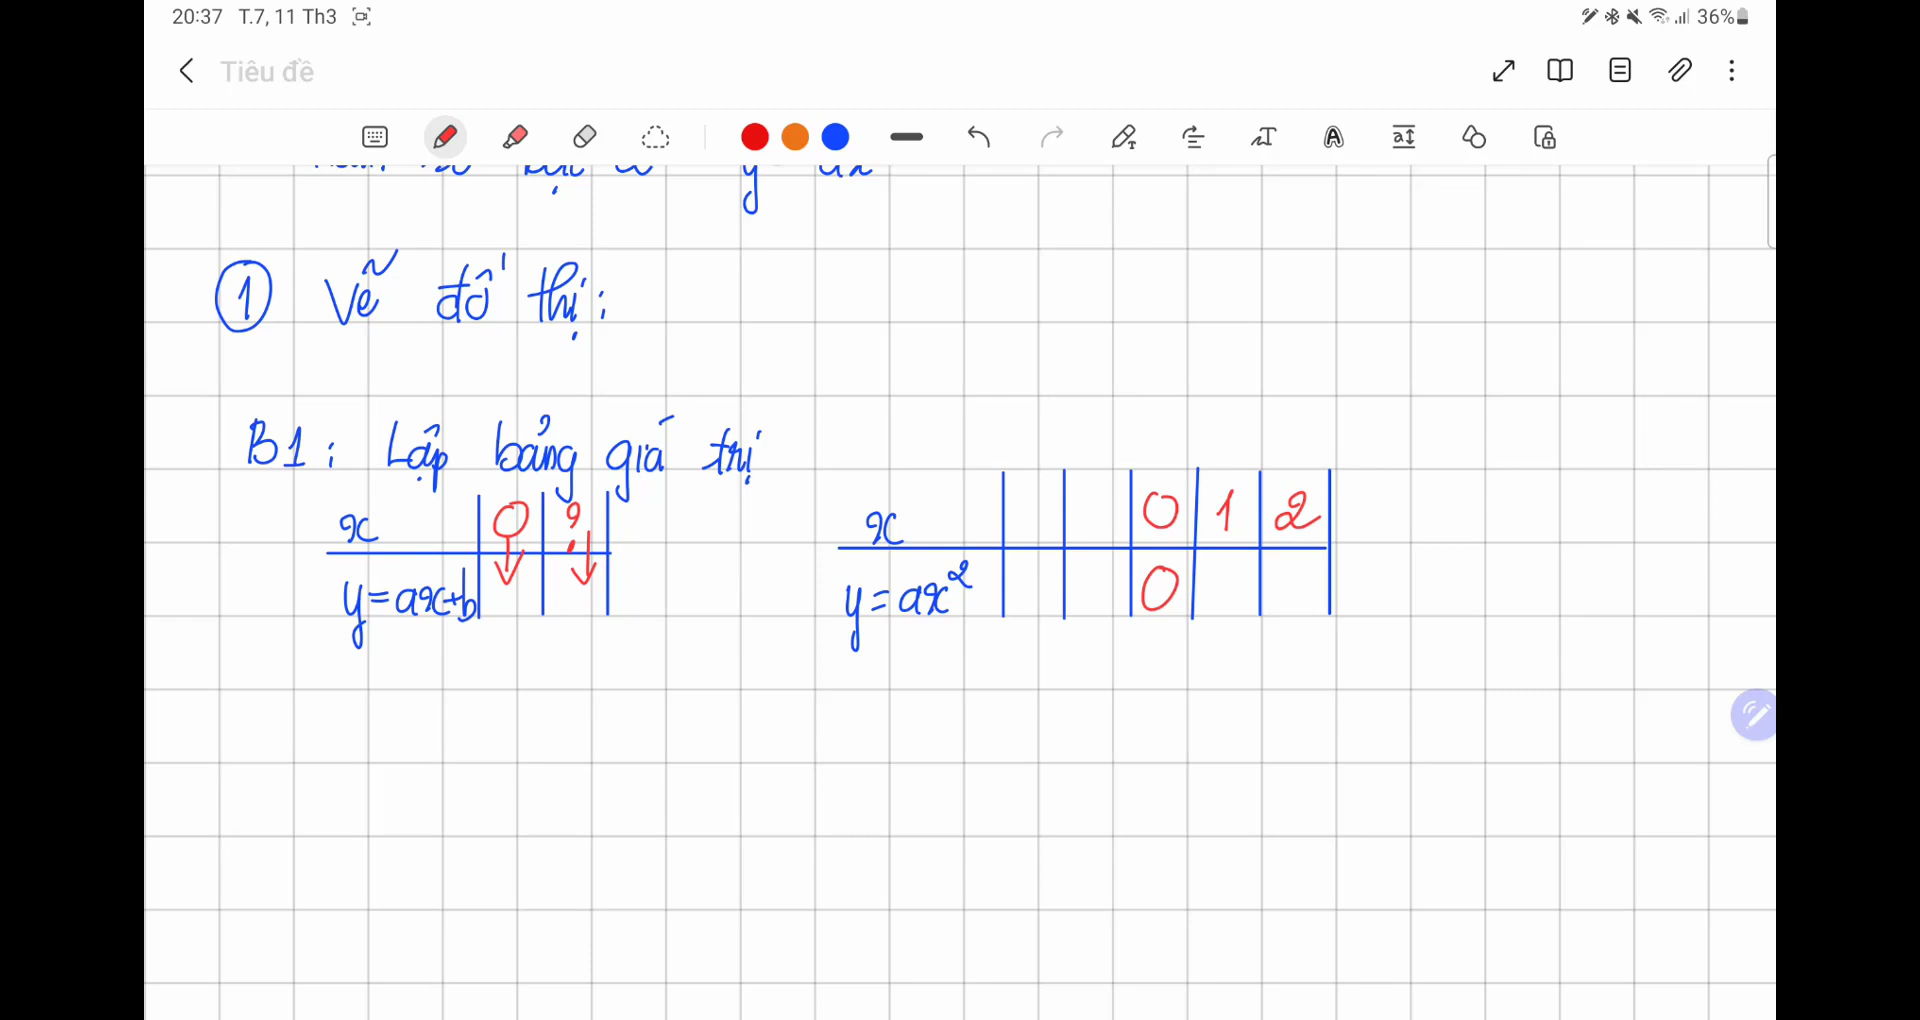 20:37 T.7, 11 Th3 36%
Tiêu đề
① Vẽ đồ thị:
B1: Lập bảng giá trị
x 0 ?
y = ax+b
x 0 1 2
y = ax² 0